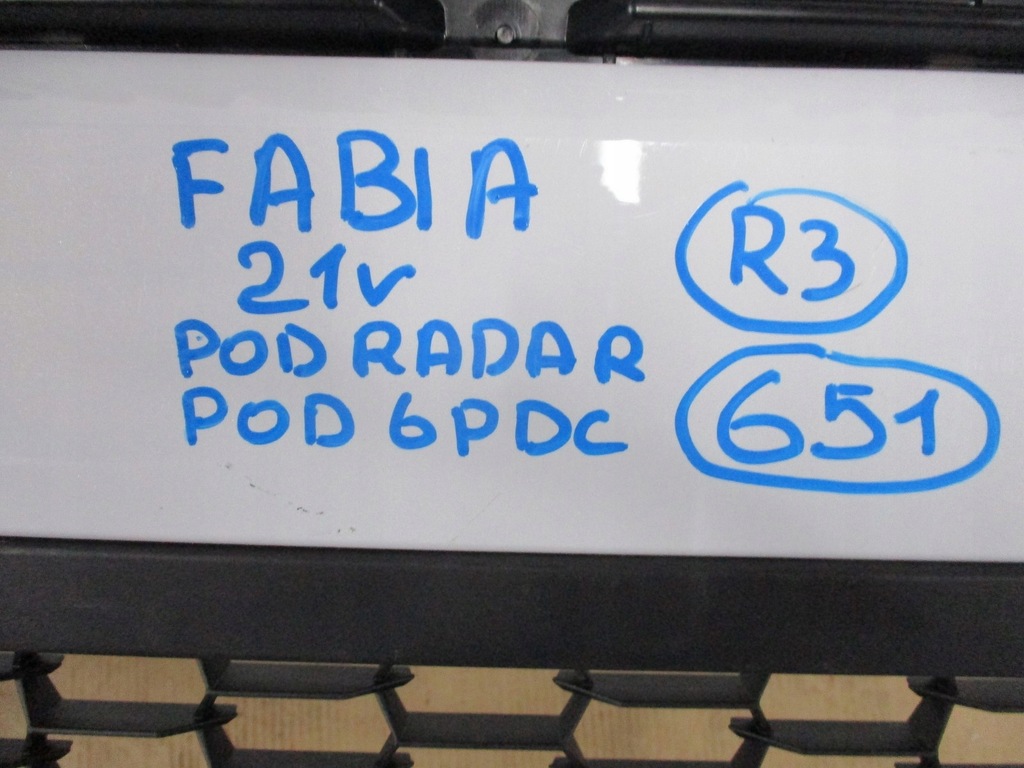 FABIA
21v
POD RADAR
POD 6PDC
R3
651